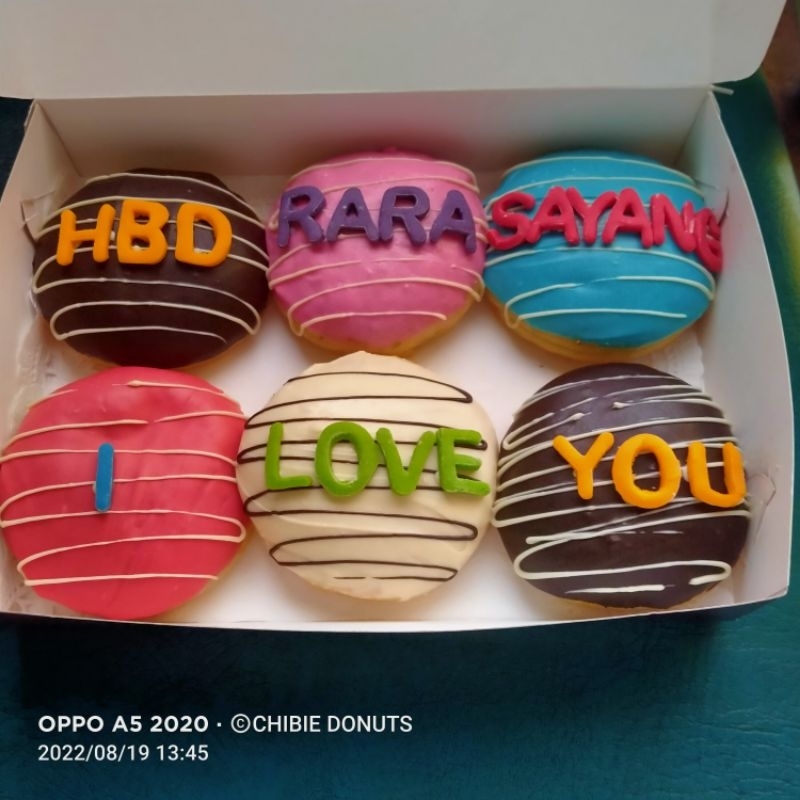 HBD RARA SAYANG
I LOVE YOU
OPPO A5 2020 · ©CHIBIE DONUTS
2022/08/19 13:45